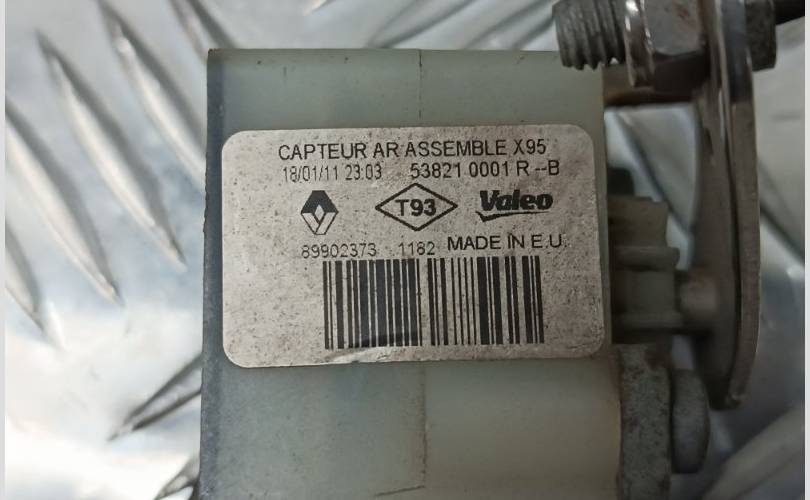 CAPTEUR AR ASSEMBLE X95
18/01/11 23:03 53821 0001 R --B
T93 Valeo
89902373 1182 MADE IN E.U.